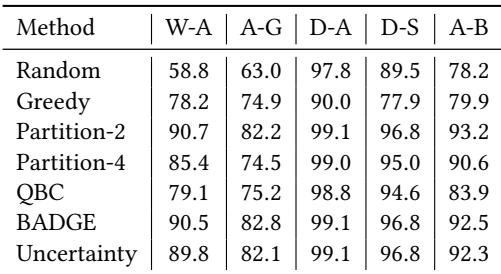 Method W-A A-G D-A D-S A-B
Random 58.8 63.0 97.8 89.5 78.2
Greedy 78.2 74.9 90.0 77.9 79.9
Partition-2 90.7 82.2 99.1 96.8 93.2
Partition-4 85.4 74.5 99.0 95.0 90.6
QBC 79.1 75.2 98.8 94.6 83.9
BADGE 90.5 82.8 99.1 96.8 92.5
Uncertainty 89.8 82.1 99.1 96.8 92.3